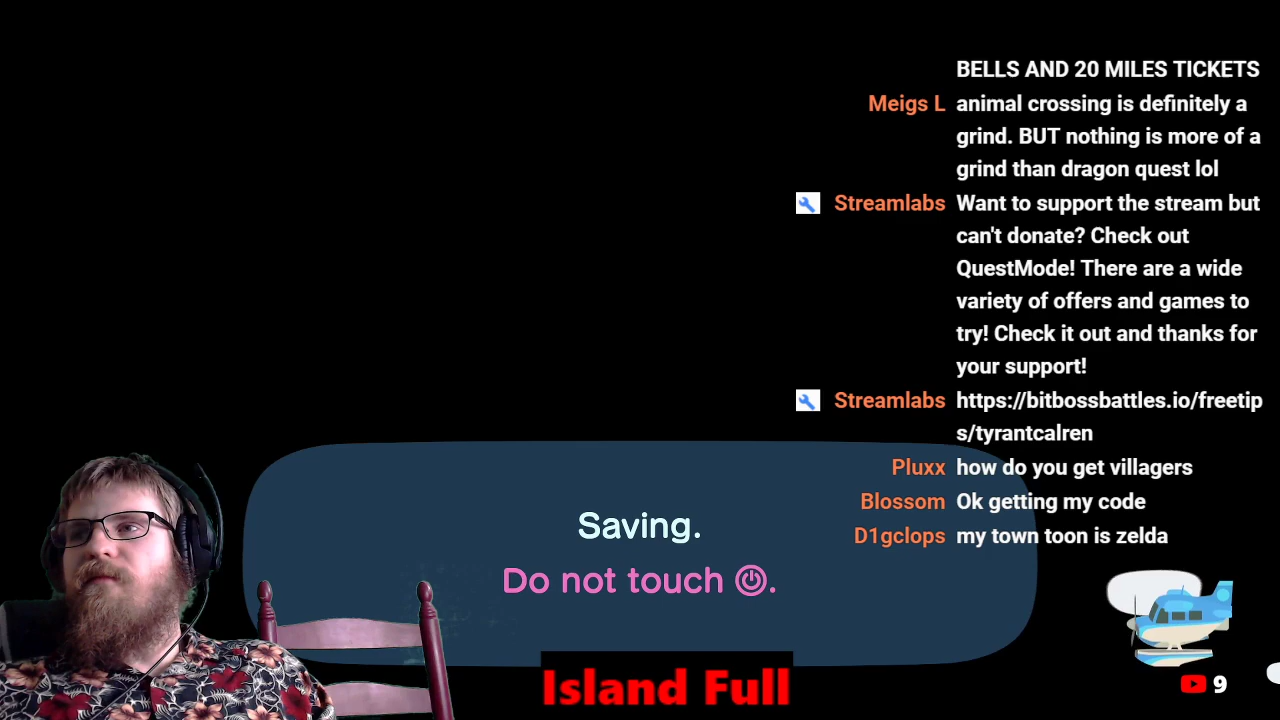 BELLS AND 20 MILES TICKETS
Meigs L animal crossing is definitely a
grind. BUT nothing is more of a
grind than dragon quest lol
Streamlabs Want to support the stream but
can't donate? Check out
QuestMode! There are a wide
variety of offers and games to
try! Check it out and thanks for
your support!
Streamlabs https://bitbossbattles.io/freetip
s/tyrantcalren
Pluxx how do you get villagers
Blossom Ok getting my code
D1gclops my town toon is zelda
Saving.
Do not touch ⏻.
Island Full
9